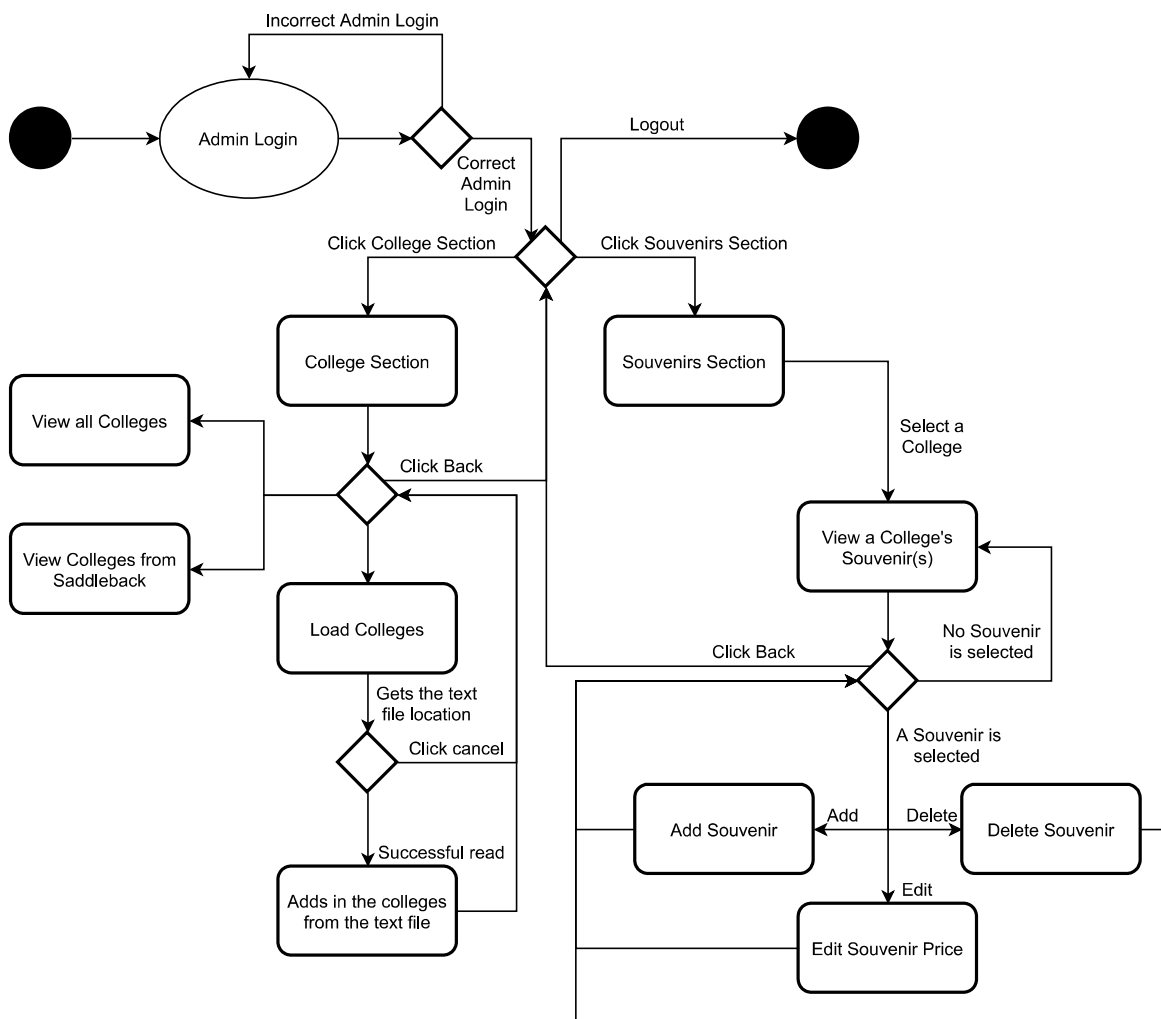 Incorrect Admin Login
Admin Login
Logout
Correct
Admin
Login
Click College Section
Click Souvenirs Section
College Section
Souvenirs Section
View all Colleges
Select a
College
Click Back
View a College's
Souvenir(s)
View Colleges from
Saddleback
Load Colleges
No Souvenir
is selected
Click Back
Gets the text
file location
Click cancel
A Souvenir is
selected
Add Souvenir
Add
Delete
Delete Souvenir
Successful read
Adds in the colleges
from the text file
Edit
Edit Souvenir Price